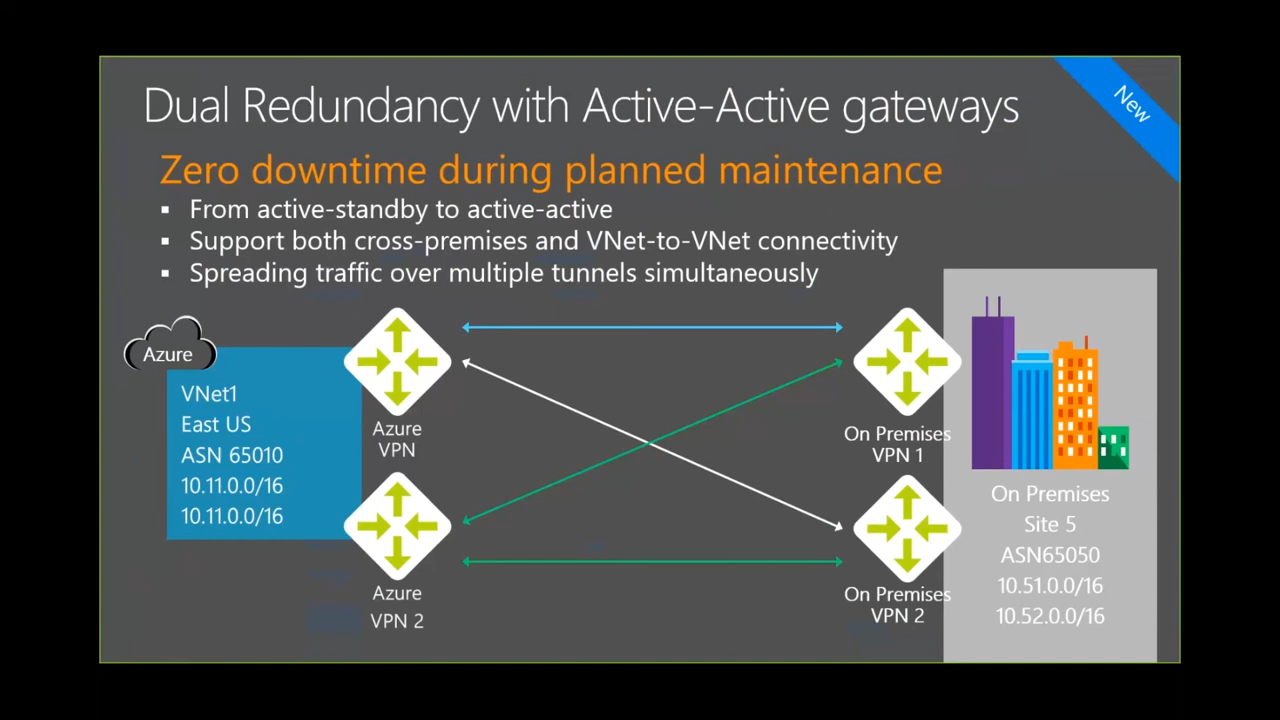 Dual Redundancy with Active-Active gateways
New
Zero downtime during planned maintenance
▪ From active-standby to active-active
▪ Support both cross-premises and VNet-to-VNet connectivity
▪ Spreading traffic over multiple tunnels simultaneously
Azure
VNet1
East US
ASN 65010
10.11.0.0/16
10.11.0.0/16
Azure
VPN
Azure
VPN 2
On Premises
VPN 1
On Premises
VPN 2
On Premises
Site 5
ASN65050
10.51.0.0/16
10.52.0.0/16